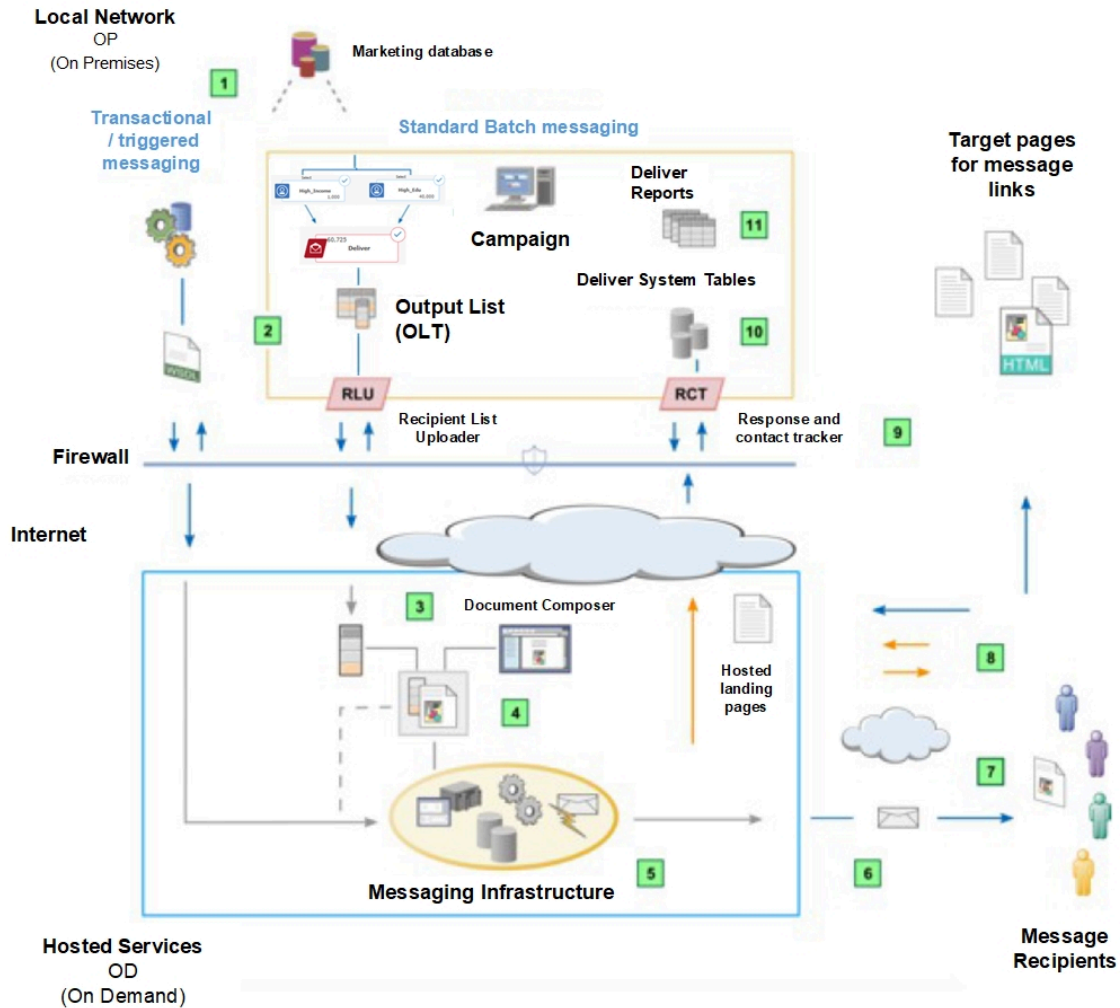 Local Network
OP
(On Premises)
1
Marketing database
Transactional
/ triggered
messaging
Standard Batch messaging
Target pages
for message
links
High_Income
High_Edu
Deliver
Campaign
Deliver
Reports
11
Deliver System Tables
Output List
(OLT)
2
10
WSDL
HTML
RLU
RCT
Recipient List
Uploader
Response and
contact tracker
9
Firewall
Internet
3
Document Composer
8
Hosted
landing
pages
4
7
5
6
Messaging Infrastructure
Hosted Services
OD
(On Demand)
Message
Recipients